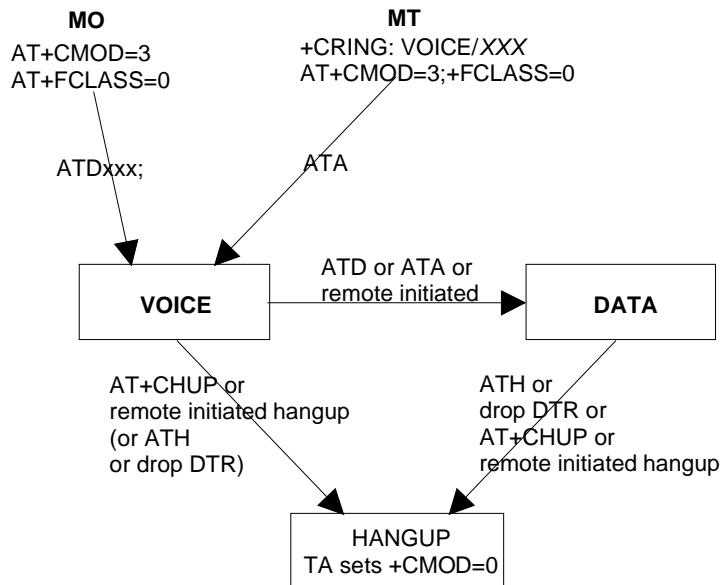 MO
AT+CMOD=3
AT+FCLASS=0
MT
+CRING: VOICE/XXX
AT+CMOD=3;+FCLASS=0
ATDxxx;
ATA
VOICE
ATD or ATA or
remote initiated
DATA
AT+CHUP or
remote initiated hangup
(or ATH
or drop DTR)
ATH or
drop DTR or
AT+CHUP or
remote initiated hangup
HANGUP
TA sets +CMOD=0